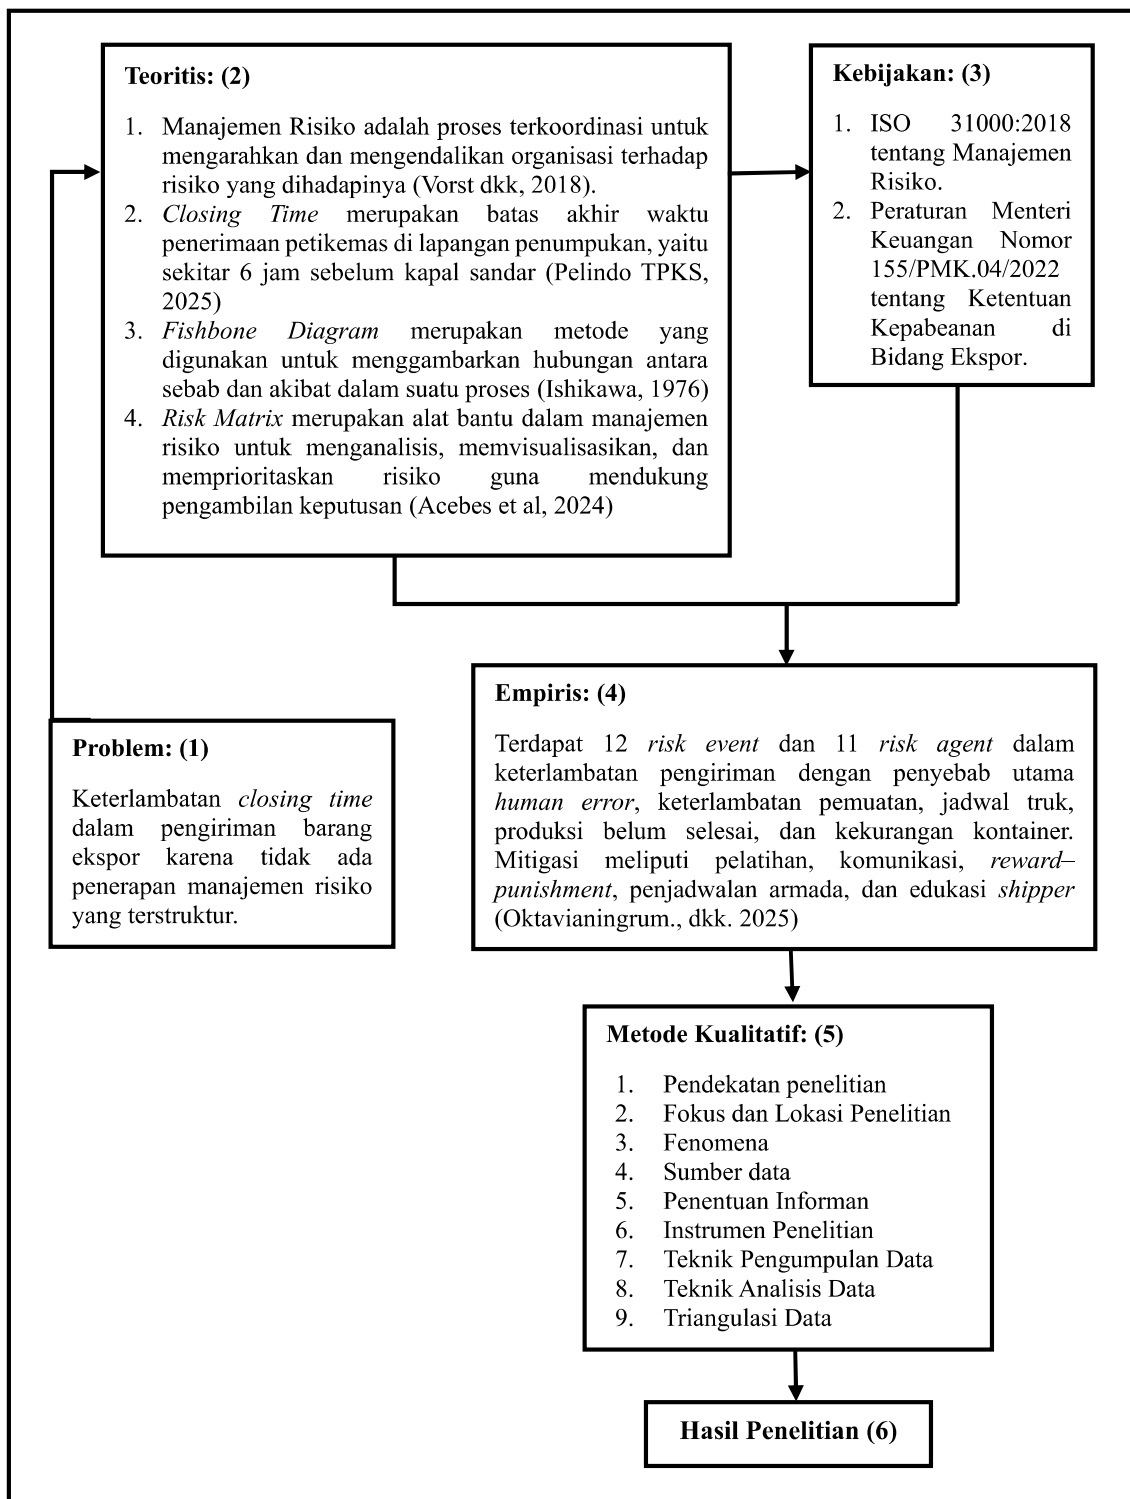 Teoritis: (2)
1. Manajemen Risiko adalah proses terkoordinasi untuk
mengarahkan dan mengendalikan organisasi terhadap
risiko yang dihadapinya (Vorst dkk, 2018).
2. Closing Time merupakan batas akhir waktu
penerimaan petikemas di lapangan penumpukan, yaitu
sekitar 6 jam sebelum kapal sandar (Pelindo TPKS,
2025)
3. Fishbone Diagram merupakan metode yang
digunakan untuk menggambarkan hubungan antara
sebab dan akibat dalam suatu proses (Ishikawa, 1976)
4. Risk Matrix merupakan alat bantu dalam manajemen
risiko untuk menganalisis, memvisualisasikan, dan
memprioritaskan risiko guna mendukung
pengambilan keputusan (Acebes et al, 2024)
Kebijakan: (3)
1. ISO 31000:2018
tentang Manajemen
Risiko.
2. Peraturan Menteri
Keuangan Nomor
155/PMK.04/2022
tentang Ketentuan
Kepabeanan di
Bidang Ekspor.
Problem: (1)
Keterlambatan closing time
dalam pengiriman barang
ekspor karena tidak ada
penerapan manajemen risiko
yang terstruktur.
Empiris: (4)
Terdapat 12 risk event dan 11 risk agent dalam
keterlambatan pengiriman dengan penyebab utama
human error, keterlambatan pemuatan, jadwal truk,
produksi belum selesai, dan kekurangan kontainer.
Mitigasi meliputi pelatihan, komunikasi, reward–
punishment, penjadwalan armada, dan edukasi shipper
(Oktavianingrum., dkk. 2025)
Metode Kualitatif: (5)
1. Pendekatan penelitian
2. Fokus dan Lokasi Penelitian
3. Fenomena
4. Sumber data
5. Penentuan Informan
6. Instrumen Penelitian
7. Teknik Pengumpulan Data
8. Teknik Analisis Data
9. Triangulasi Data
Hasil Penelitian (6)